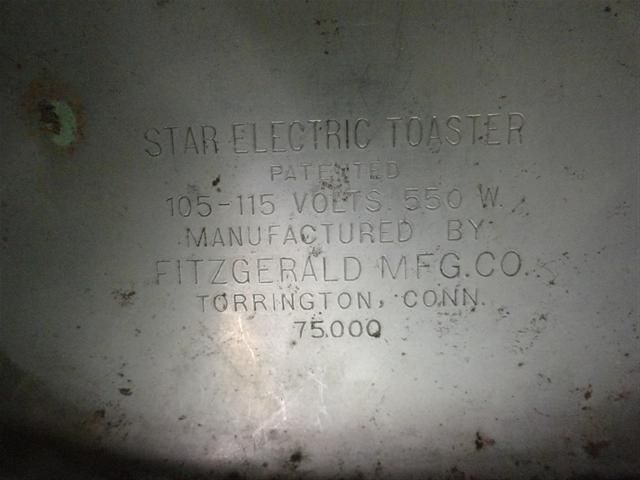 STAR ELECTRIC TOASTER
PATENTED
105-115 VOLTS. 550 W.
MANUFACTURED BY
FITZGERALD MFG. CO.
TORRINGTON, CONN.
75000